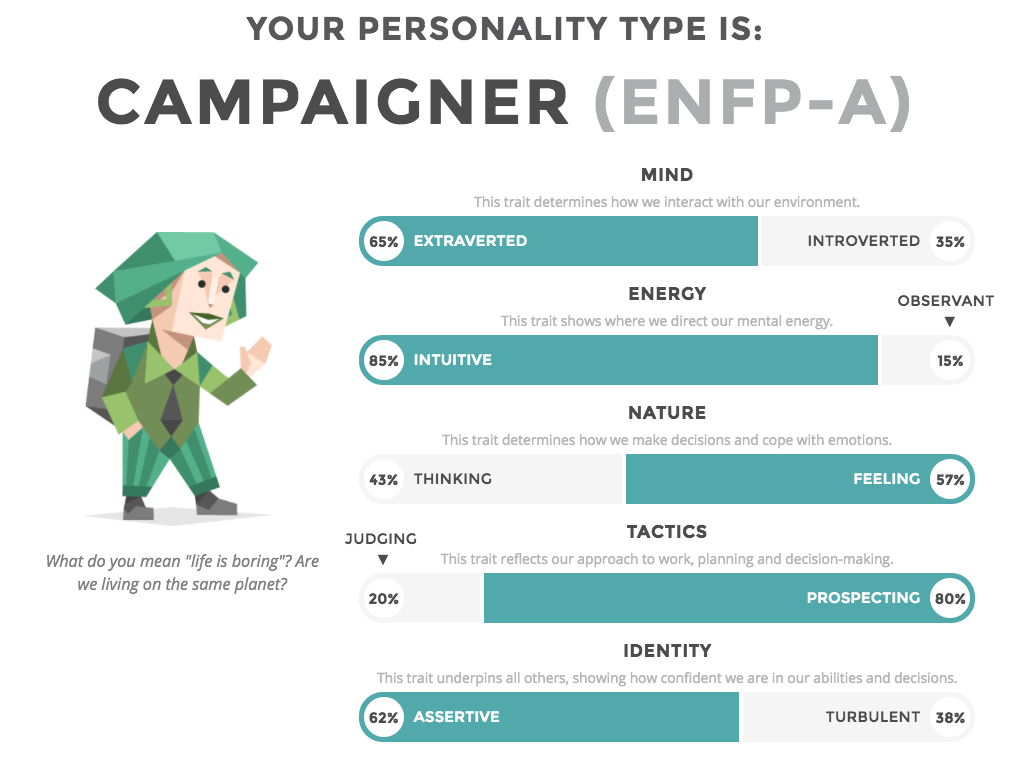 YOUR PERSONALITY TYPE IS:
CAMPAIGNER (ENFP-A)
MIND
This trait determines how we interact with our environment.
65% EXTRAVERTED INTROVERTED 35%
ENERGY
OBSERVANT
This trait shows where we direct our mental energy. ▼
85% INTUITIVE 15%
NATURE
This trait determines how we make decisions and cope with emotions.
43% THINKING FEELING 57%
TACTICS
JUDGING
▼ This trait reflects our approach to work, planning and decision-making.
20% PROSPECTING 80%
IDENTITY
This trait underpins all others, showing how confident we are in our abilities and decisions.
62% ASSERTIVE TURBULENT 38%
What do you mean "life is boring"? Are
we living on the same planet?